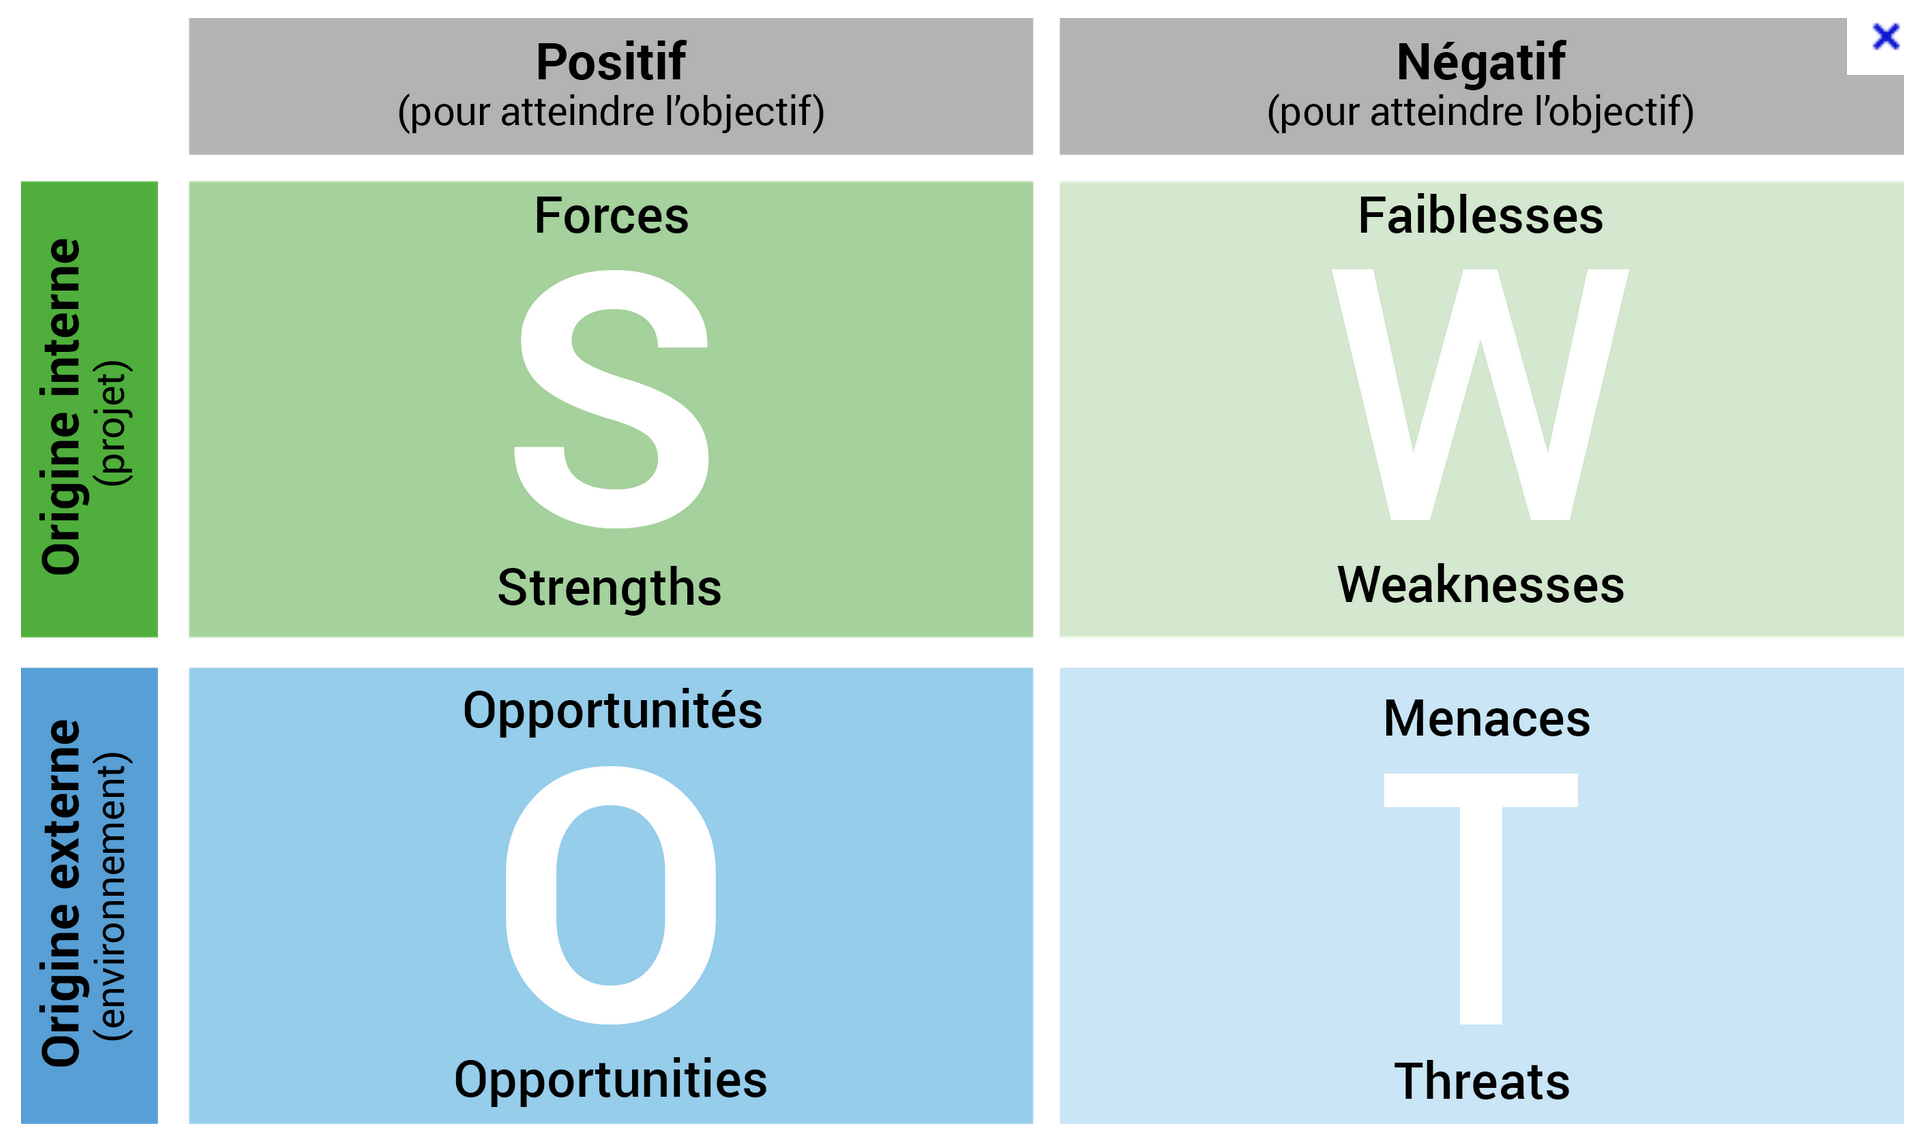 Positif
(pour atteindre l’objectif)
Négatif
(pour atteindre l’objectif)
Origine interne
(projet)
Forces
S
Strengths
Faiblesses
W
Weaknesses
Origine externe
(environnement)
Opportunités
O
Opportunities
Menaces
T
Threats